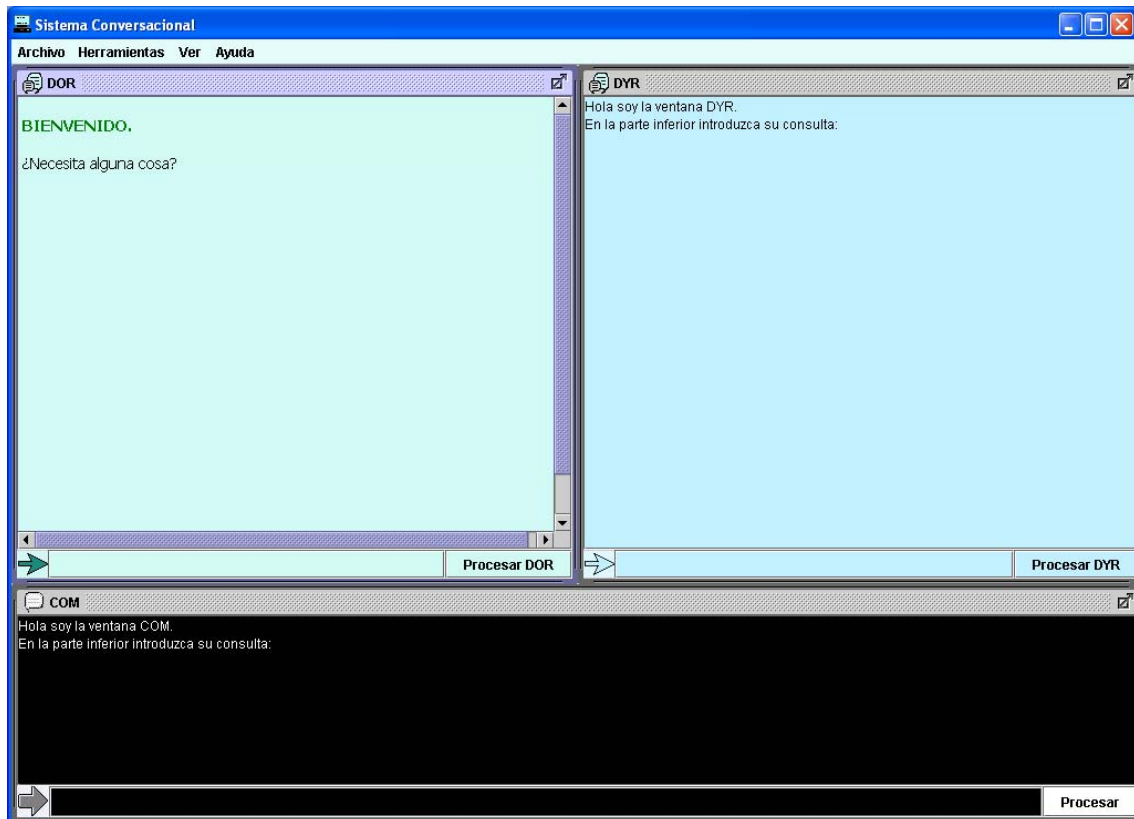 Sistema Conversacional
Archivo Herramientas Ver Ayuda
DOR
BIENVENIDO.
¿Necesita alguna cosa?
Procesar DOR
DYR
Hola soy la ventana DYR.
En la parte inferior introduzca su consulta:
Procesar DYR
COM
Hola soy la ventana COM.
En la parte inferior introduzca su consulta:
Procesar